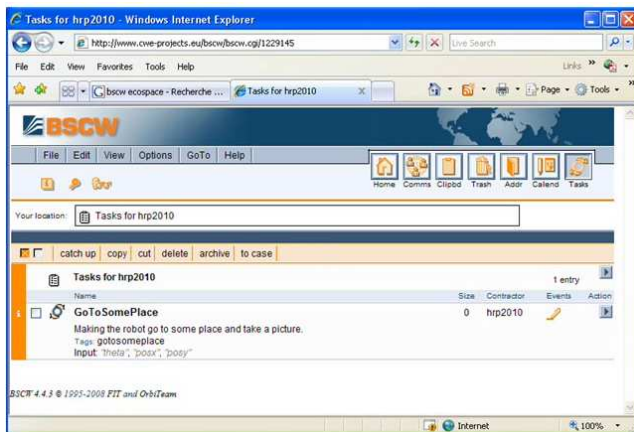 Tasks for hrp2010 - Windows Internet Explorer
http://www.cwe-projects.eu/bscw/bscw.cgi/1229145
Live Search
File Edit View Favorites Tools Help
Links
bscw ecospace - Recherche ... Tasks for hrp2010 Page Tools
BSCW
File Edit View Options GoTo Help
Home Comms Clipbd Trash Addr Calend Tasks
Your location: Tasks for hrp2010
catch up copy cut delete archive to case
Tasks for hrp2010 1 entry
Name Size Contractor Events Action
GoToSomePlace 0 hrp2010
Making the robot go to some place and take a picture.
Tags: gotosomeplace
Input: "theta", "posx", "posy"
BSCW 4.4.5 © 1995-2008 FIT and OrbiTeam
Internet 100%